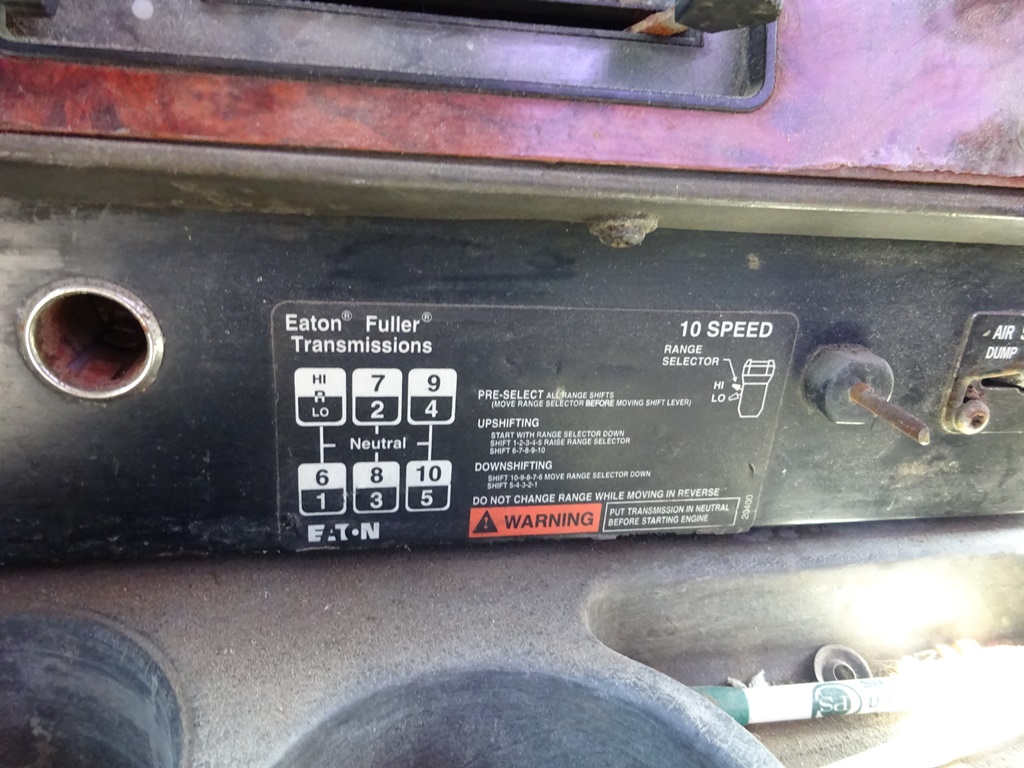 Eaton® Fuller®
Transmissions
10 SPEED
RANGE
SELECTOR
HI
LO
HI
R
LO
7
2
9
4
Neutral
6
1
8
3
10
5
EATON
PRE-SELECT ALL RANGE SHIFTS
(MOVE RANGE SELECTOR BEFORE MOVING SHIFT LEVER)
UPSHIFTING
START WITH RANGE SELECTOR DOWN
SHIFT 1-2-3-4-5 RAISE RANGE SELECTOR
SHIFT 6-7-8-9-10
DOWNSHIFTING
SHIFT 10-9-8-7-6 MOVE RANGE SELECTOR DOWN
SHIFT 5-4-3-2-1
DO NOT CHANGE RANGE WHILE MOVING IN REVERSE
WARNING
PUT TRANSMISSION IN NEUTRAL
BEFORE STARTING ENGINE
20400
AIR
DUMP